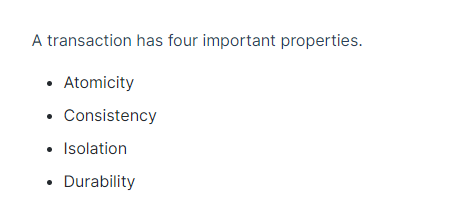 A transaction has four important properties.
• Atomicity
• Consistency
• Isolation
• Durability